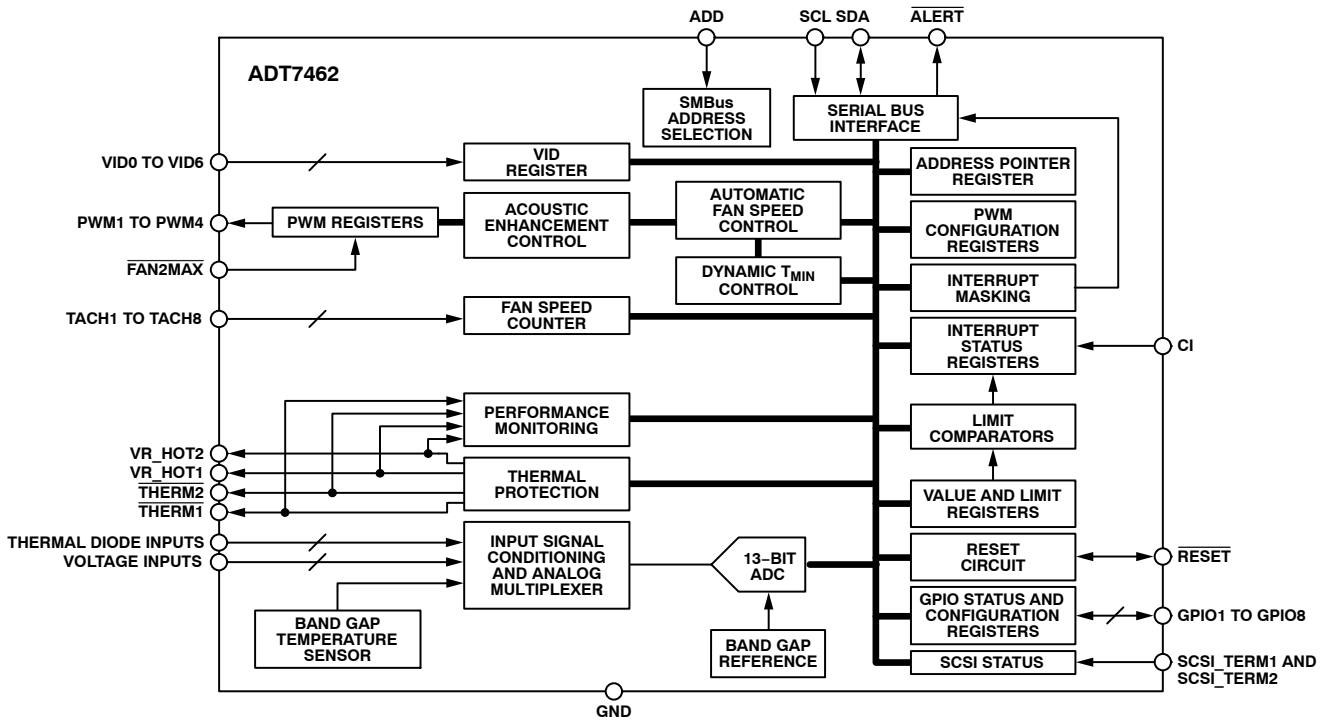 ADD
SCL SDA
ALERT
ADT7462
SMBus
ADDRESS
SELECTION
SERIAL BUS
INTERFACE
VID0 TO VID6
VID
REGISTER
ADDRESS POINTER
REGISTER
PWM1 TO PWM4
PWM REGISTERS
ACOUSTIC
ENHANCEMENT
CONTROL
AUTOMATIC
FAN SPEED
CONTROL
PWM
CONFIGURATION
REGISTERS
FAN2MAX
DYNAMIC TMIN
CONTROL
INTERRUPT
MASKING
TACH1 TO TACH8
FAN SPEED
COUNTER
INTERRUPT
STATUS
REGISTERS
CI
PERFORMANCE
MONITORING
LIMIT
COMPARATORS
VR_HOT2
VR_HOT1
THERM2
THERM1
THERMAL
PROTECTION
VALUE AND LIMIT
REGISTERS
THERMAL DIODE INPUTS
VOLTAGE INPUTS
INPUT SIGNAL
CONDITIONING
AND ANALOG
MULTIPLEXER
13–BIT
ADC
RESET
CIRCUIT
RESET
BAND GAP
TEMPERATURE
SENSOR
BAND GAP
REFERENCE
GPIO STATUS AND
CONFIGURATION
REGISTERS
GPIO1 TO GPIO8
SCSI STATUS
SCSI_TERM1 AND
SCSI_TERM2
GND